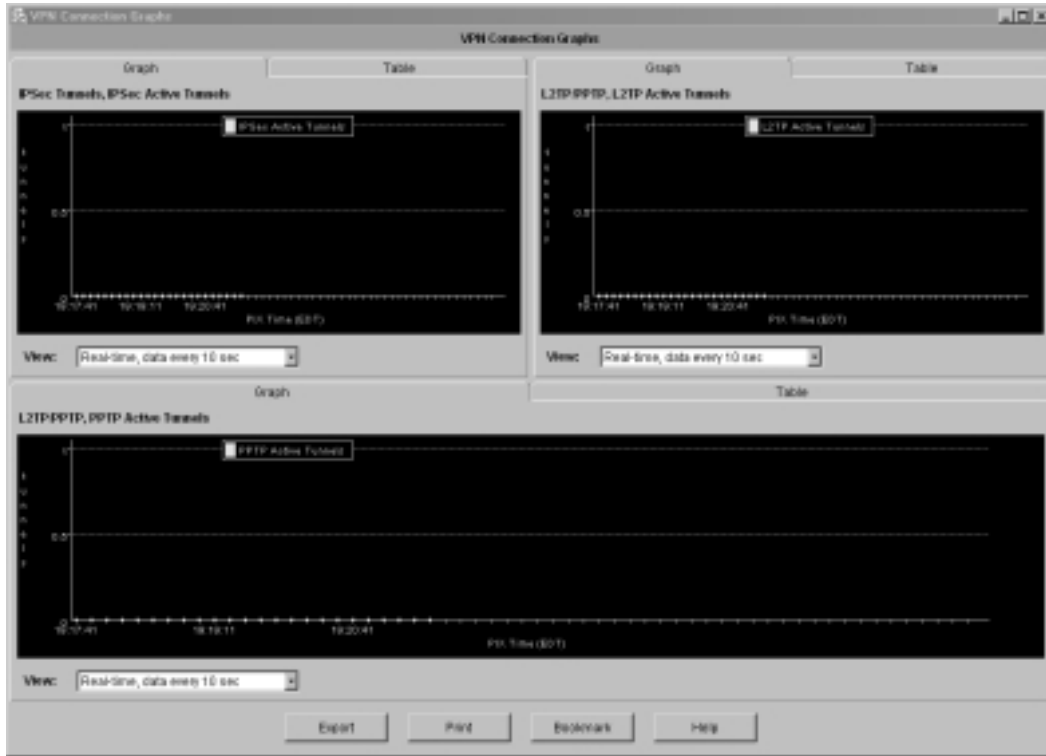 VPN Connection Graphs
VPN Connection Graphs
Graph
Table
IPSec Tunnels, IPSec Active Tunnels
1
IPSec Active Tunnels
tunnels
0.5
0
19:17:41 19:19:11 19:20:41
PIX Time (EDT)
View: Real-time, data every 10 sec
Graph
Table
L2TP/PPTP, L2TP Active Tunnels
1
L2TP Active Tunnels
tunnels
0.5
0
19:17:41 19:19:11 19:20:41
PIX Time (EDT)
View: Real-time, data every 10 sec
Graph
Table
L2TP/PPTP, PPTP Active Tunnels
1
PPTP Active Tunnels
tunnels
0.5
0
19:17:41 19:19:11 19:20:41
PIX Time (EDT)
View: Real-time, data every 10 sec
Export Print Bookmark Help